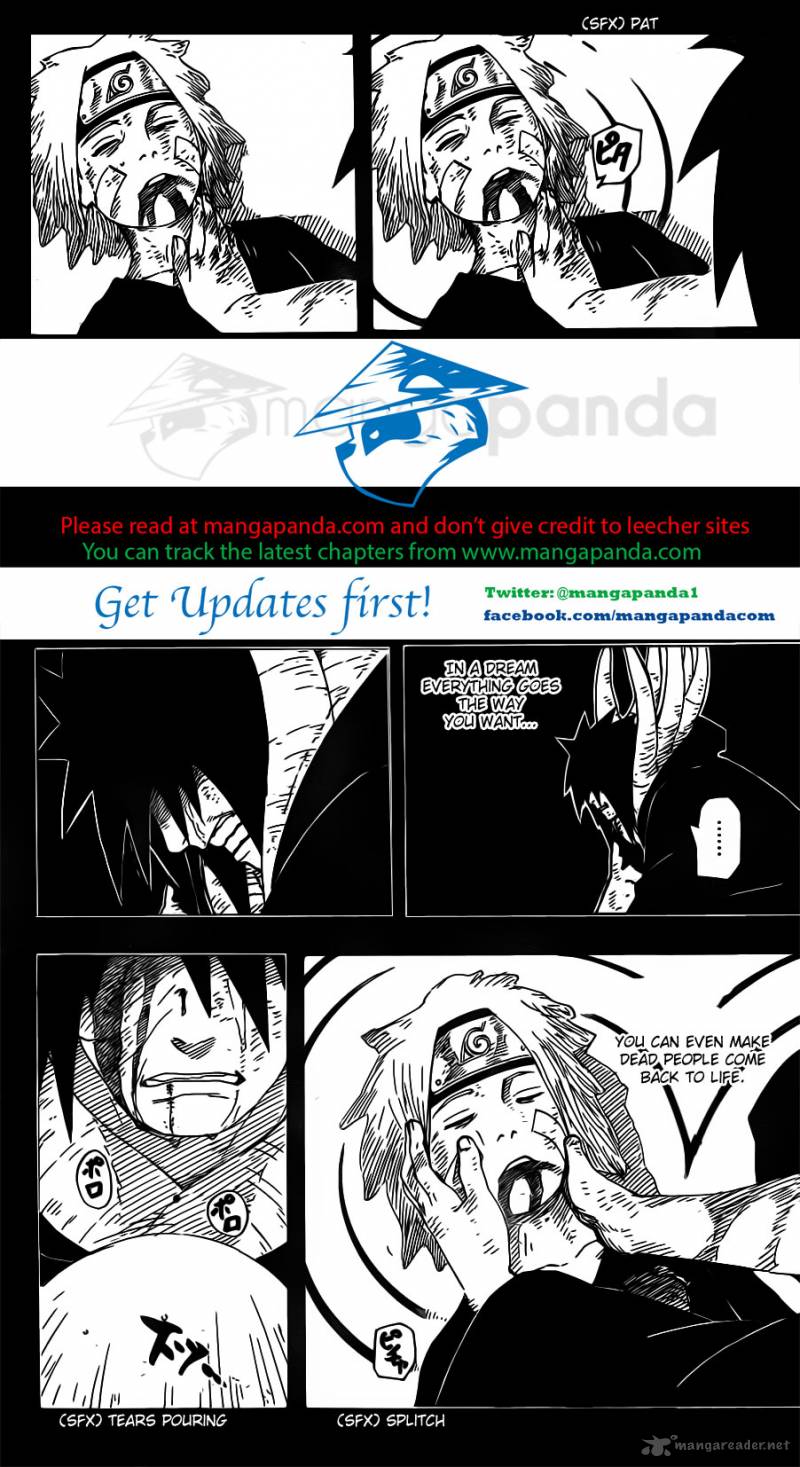 (SFX) PAT
ピタ
mangapanda
Please read at mangapanda.com and don't give credit to leecher sites
You can track the latest chapters from www.mangapanda.com
Get Updates first!
Twitter: @mangapanda1
facebook.com/mangapandacom
IN A DREAM
EVERYTHING GOES
THE WAY
YOU WANT...
......
YOU CAN EVEN MAKE
DEAD PEOPLE COME
BACK TO LIFE.
ポロ
ポロ
(SFX) TEARS POURING
(SFX) SPLITCH
mangareader.net